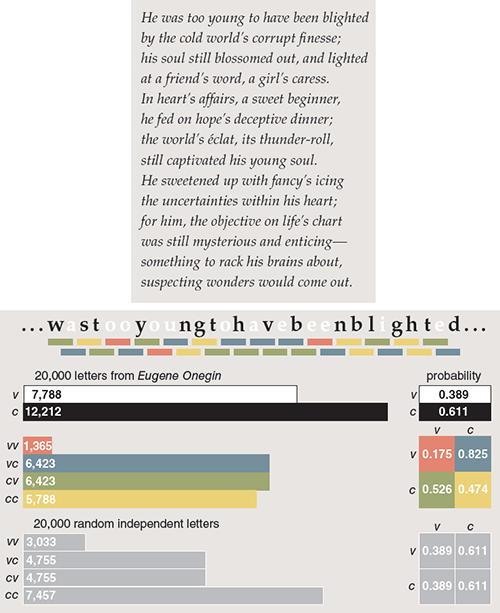 He was too young to have been blighted
by the cold world's corrupt finesse;
his soul still blossomed out, and lighted
at a friend's word, a girl's caress.
In heart's affairs, a sweet beginner,
he fed on hope's deceptive dinner;
the world's éclat, its thunder-roll,
still captivated his young soul.
He sweetened up with fancy's icing
the uncertainties within his heart;
for him, the objective on life's chart
was still mysterious and enticing—
something to rack his brains about,
suspecting wonders would come out.
...wastooyoungtohavebeenblighted...
20,000 letters from Eugene Onegin
v 7,788
c 12,212
vv 1,365
vc 6,423
cv 6,423
cc 5,788
probability
0.389
0.611
v c
v 0.175 0.825
c 0.526 0.474
20,000 random independent letters
vv 3,033
vc 4,755
cv 4,755
cc 7,457
v c
v 0.389 0.611
c 0.389 0.611